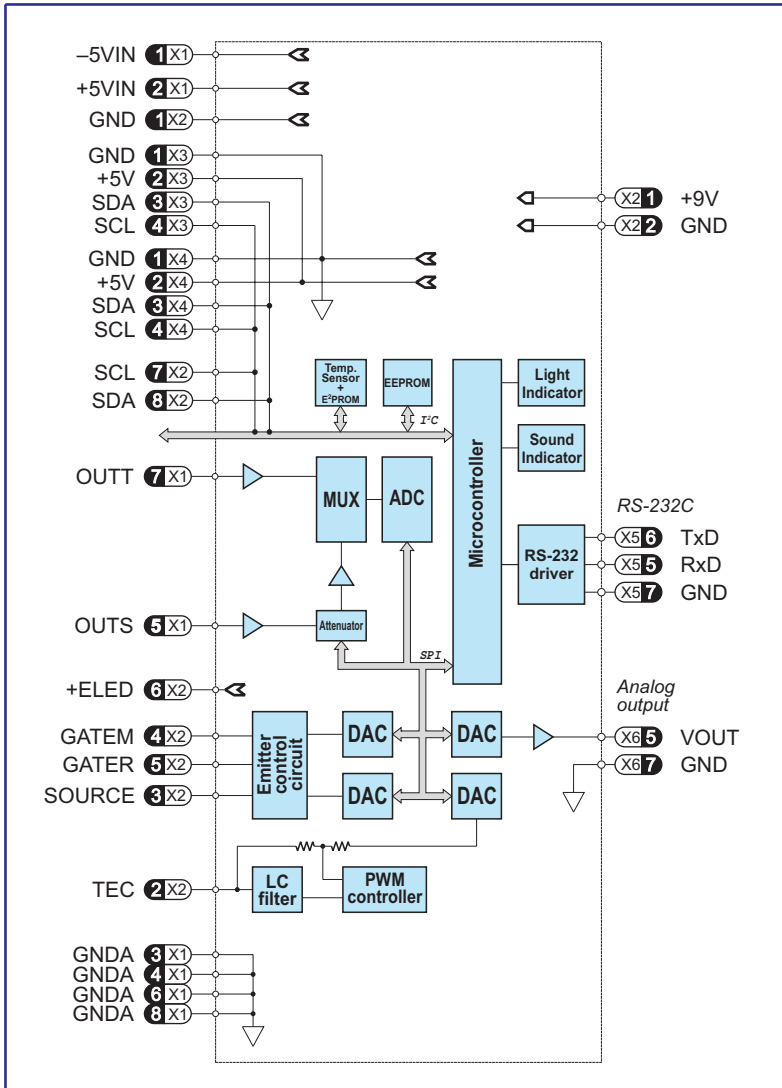 –5VIN 1 X1
+5VIN 2 X1
GND 1 X2
GND 1 X3
+5V 2 X3
SDA 3 X3
SCL 4 X3
GND 1 X4
+5V 2 X4
SDA 3 X4
SCL 4 X4
SCL 7 X2
SDA 8 X2
OUTT 7 X1
OUTS 5 X1
+ELED 6 X2
GATEM 4 X2
GATER 5 X2
SOURCE 3 X2
TEC 2 X2
GNDA 3 X1
GNDA 4 X1
GNDA 6 X1
GNDA 8 X1
Temp.
Sensor
+
E²PROM
EEPROM
I²C
MUX
ADC
Attenuator
SPI
Emitter
control
circuit
DAC
DAC
DAC
DAC
LC
filter
PWM
controller
Microcontroller
Light
Indicator
Sound
Indicator
RS-232
driver
X2 1 +9V
X2 2 GND
RS-232C
X5 6 TxD
X5 5 RxD
X5 7 GND
Analog
output
X6 5 VOUT
X6 7 GND